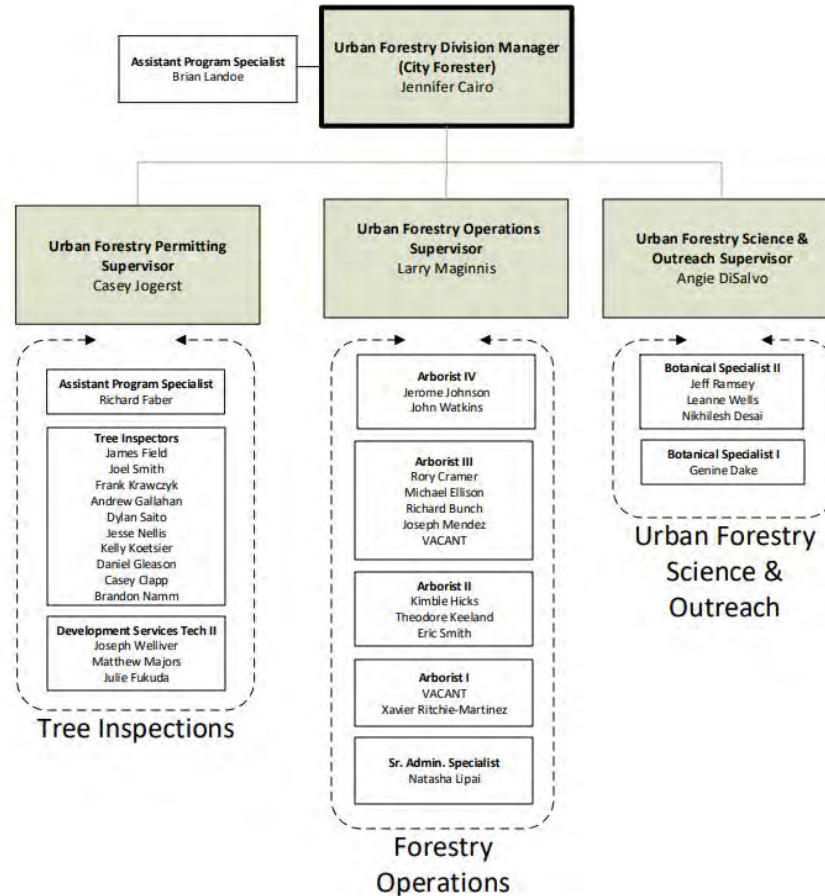 Urban Forestry Division Manager
(City Forester)
Jennifer Cairo
Assistant Program Specialist
Brian Landoe
Urban Forestry Permitting
Supervisor
Casey Jogerst
Assistant Program Specialist
Richard Faber
Tree Inspectors
James Field
Joel Smith
Frank Krawczyk
Andrew Gallahan
Dylan Saito
Jesse Nellis
Kelly Koetsier
Daniel Gleason
Casey Clapp
Brandon Namm
Development Services Tech II
Joseph Welliver
Matthew Majors
Julie Fukuda
Tree Inspections
Urban Forestry Operations
Supervisor
Larry Maginnis
Arborist IV
Jerome Johnson
John Watkins
Arborist III
Rory Cramer
Michael Ellison
Richard Bunch
Joseph Mendez
VACANT
Arborist II
Kimble Hicks
Theodore Keeland
Eric Smith
Arborist I
VACANT
Xavier Ritchie-Martinez
Sr. Admin. Specialist
Natasha Lipai
Forestry
Operations
Urban Forestry Science &
Outreach Supervisor
Angie DiSalvo
Botanical Specialist II
Jeff Ramsey
Leanne Wells
Nikhilesh Desai
Botanical Specialist I
Genine Dake
Urban Forestry
Science &
Outreach